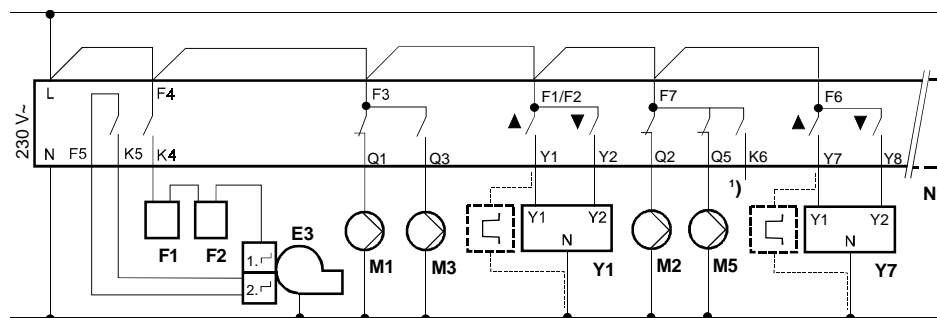 230 V~
L F4 F3 F1/F2 F7 F6
▲ ▼ ▲ ▼
N F5 K5 K4 Q1 Q3 Y1 Y2 Q2 Q5 K6 Y7 Y8
1) N
Y1 Y2 Y1 Y2
N N
F1 F2 E3 M1 M3 Y1 M2 M5 Y7
1.
2.